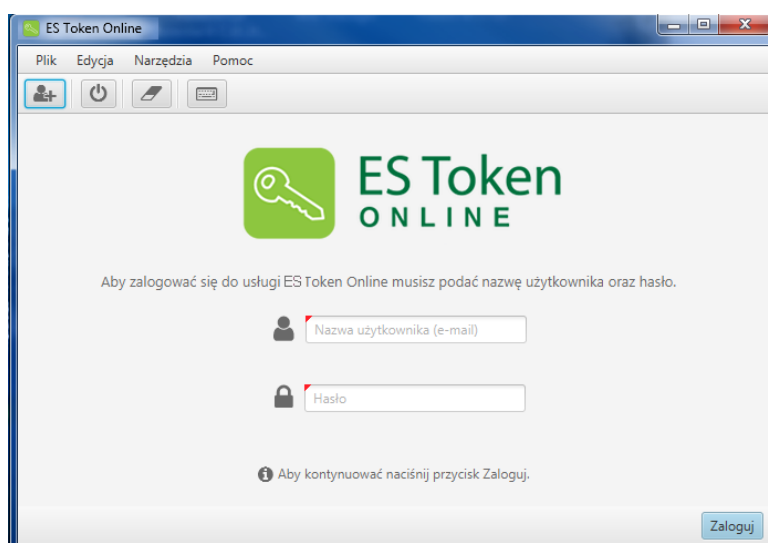 ES Token Online
Plik Edycja Narzędzia Pomoc
ES Token
ONLINE
Aby zalogować się do usługi ES Token Online musisz podać nazwę użytkownika oraz hasło.
Nazwa użytkownika (e-mail)
Hasło
Aby kontynuować naciśnij przycisk Zaloguj.
Zaloguj